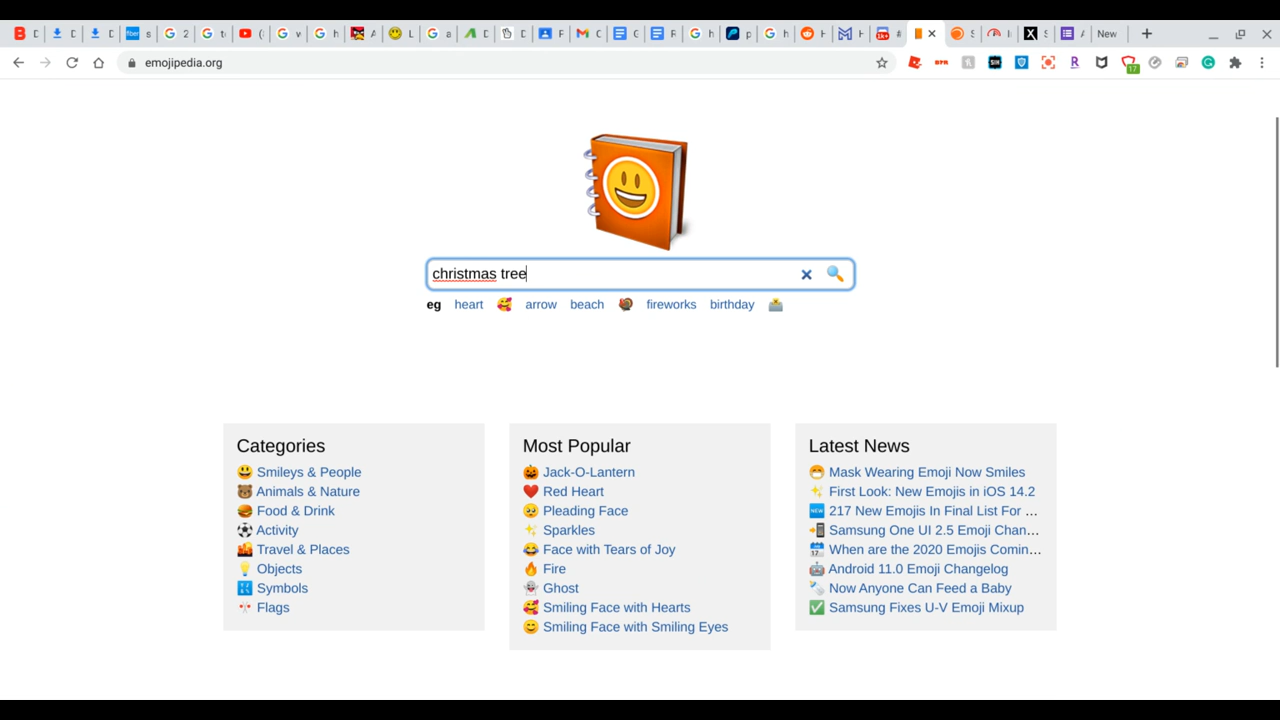 New
emojipedia.org
17
christmas tree
eg heart arrow beach fireworks birthday
Categories
Smileys & People
Animals & Nature
Food & Drink
Activity
Travel & Places
Objects
Symbols
Flags
Most Popular
Jack-O-Lantern
Red Heart
Pleading Face
Sparkles
Face with Tears of Joy
Fire
Ghost
Smiling Face with Hearts
Smiling Face with Smiling Eyes
Latest News
Mask Wearing Emoji Now Smiles
First Look: New Emojis in iOS 14.2
217 New Emojis In Final List For ...
Samsung One UI 2.5 Emoji Chan...
When are the 2020 Emojis Comin...
Android 11.0 Emoji Changelog
Now Anyone Can Feed a Baby
Samsung Fixes U-V Emoji Mixup